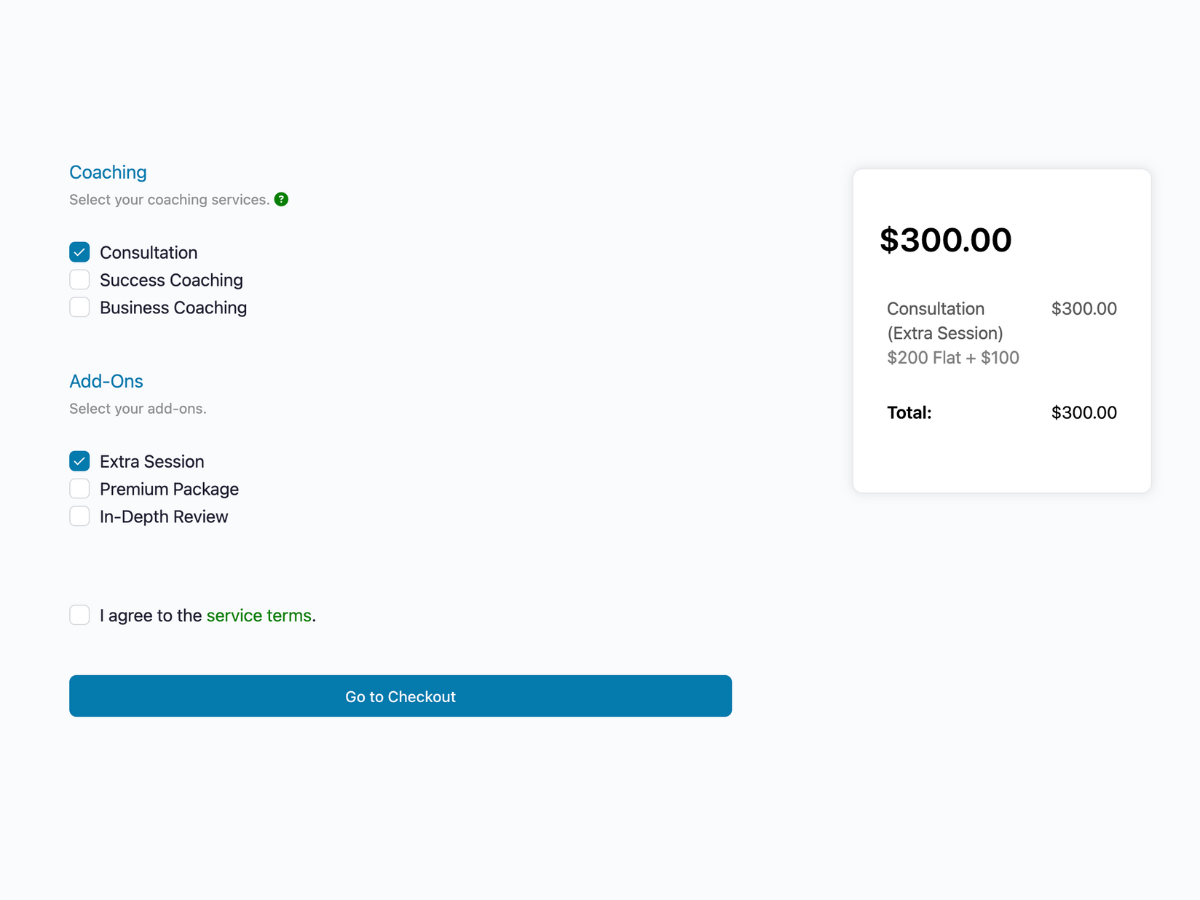 Coaching
Select your coaching services. ?
Consultation
Success Coaching
Business Coaching
Add-Ons
Select your add-ons.
Extra Session
Premium Package
In-Depth Review
I agree to the service terms.
Go to Checkout
$300.00
Consultation $300.00
(Extra Session)
$200 Flat + $100
Total: $300.00